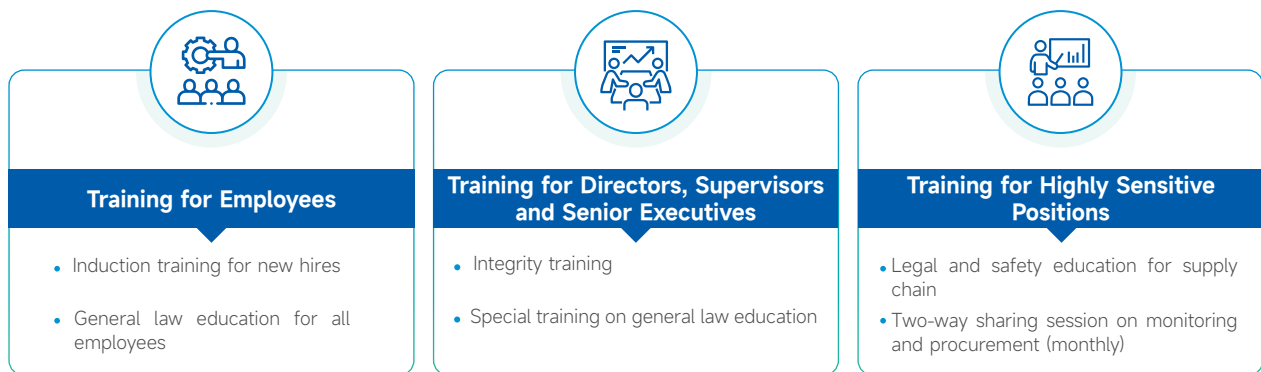 Training for Employees
• Induction training for new hires
• General law education for all
employees
Training for Directors, Supervisors
and Senior Executives
• Integrity training
• Special training on general law education
Training for Highly Sensitive
Positions
• Legal and safety education for supply
chain
• Two-way sharing session on monitoring
and procurement (monthly)